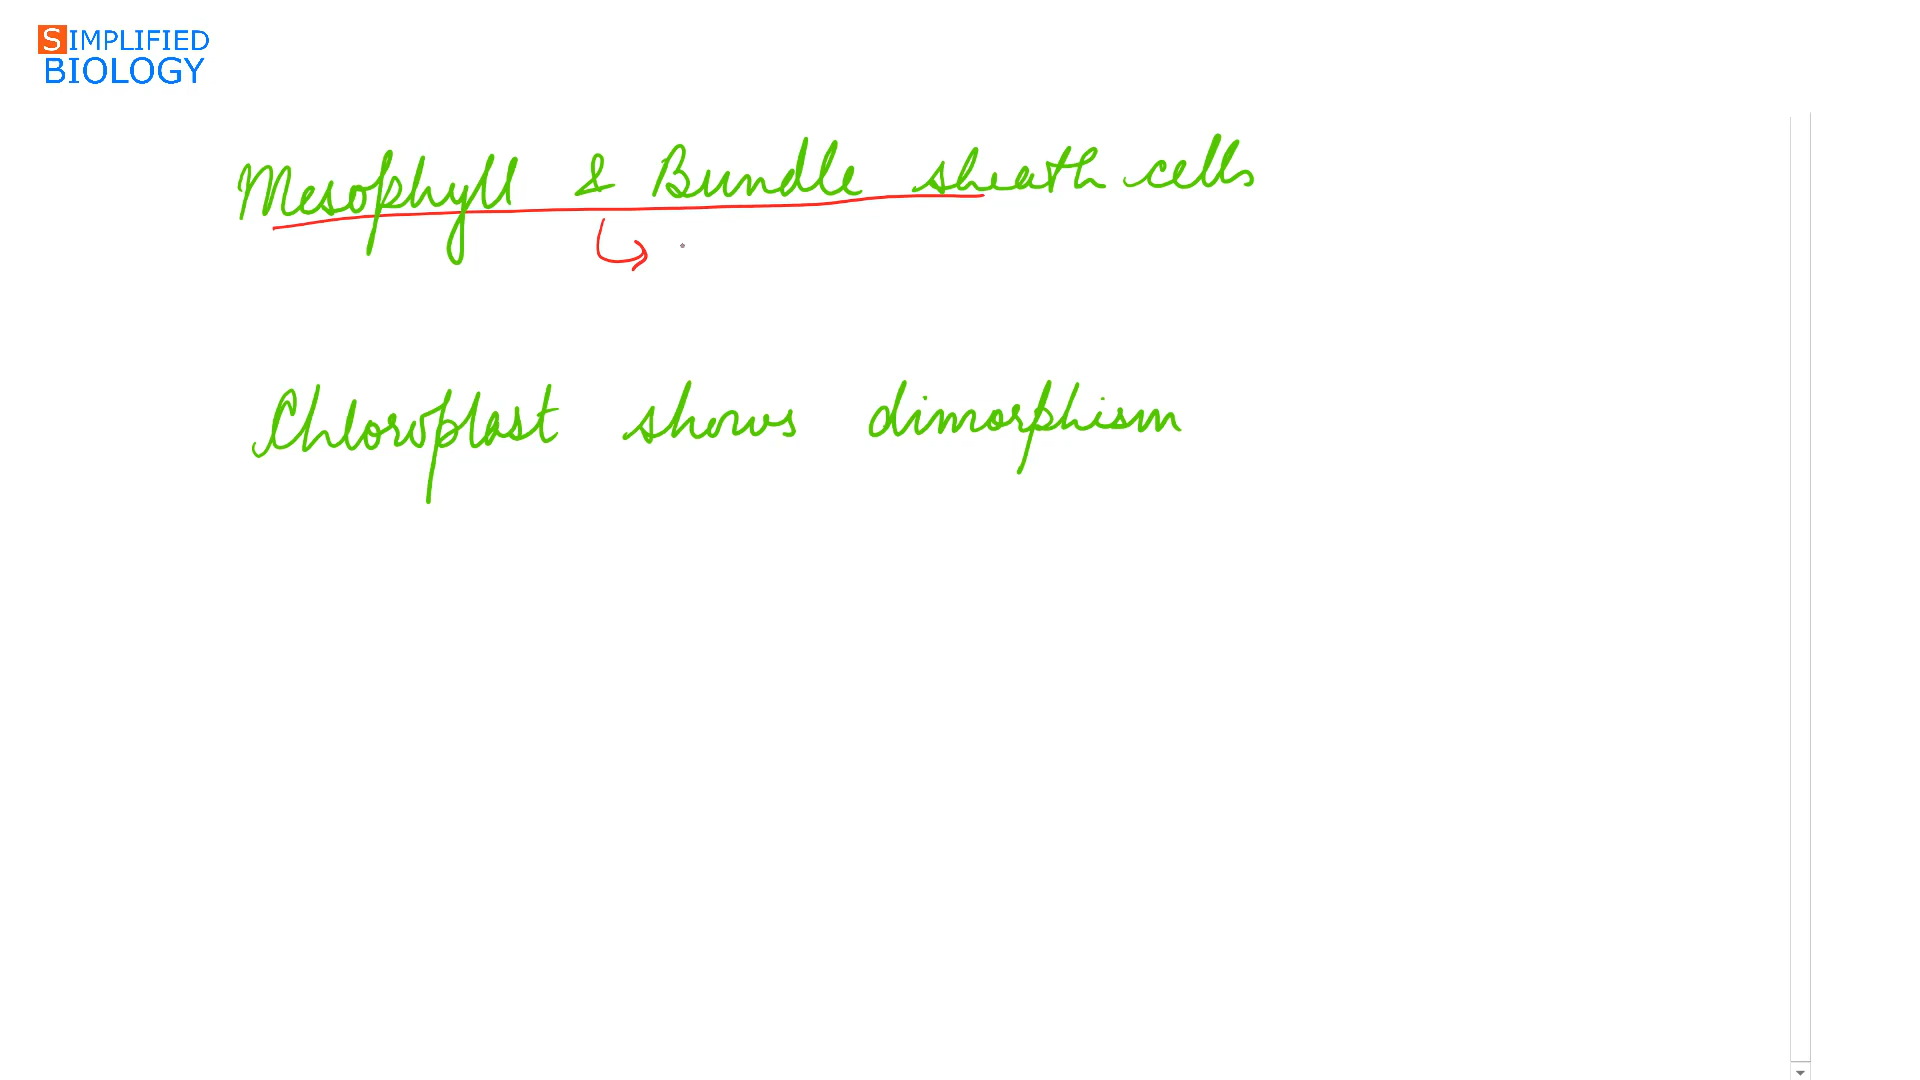 SIMPLIFIED
BIOLOGY
Mesophyll & Bundle sheath cells
Chloroplast shows dimorphism